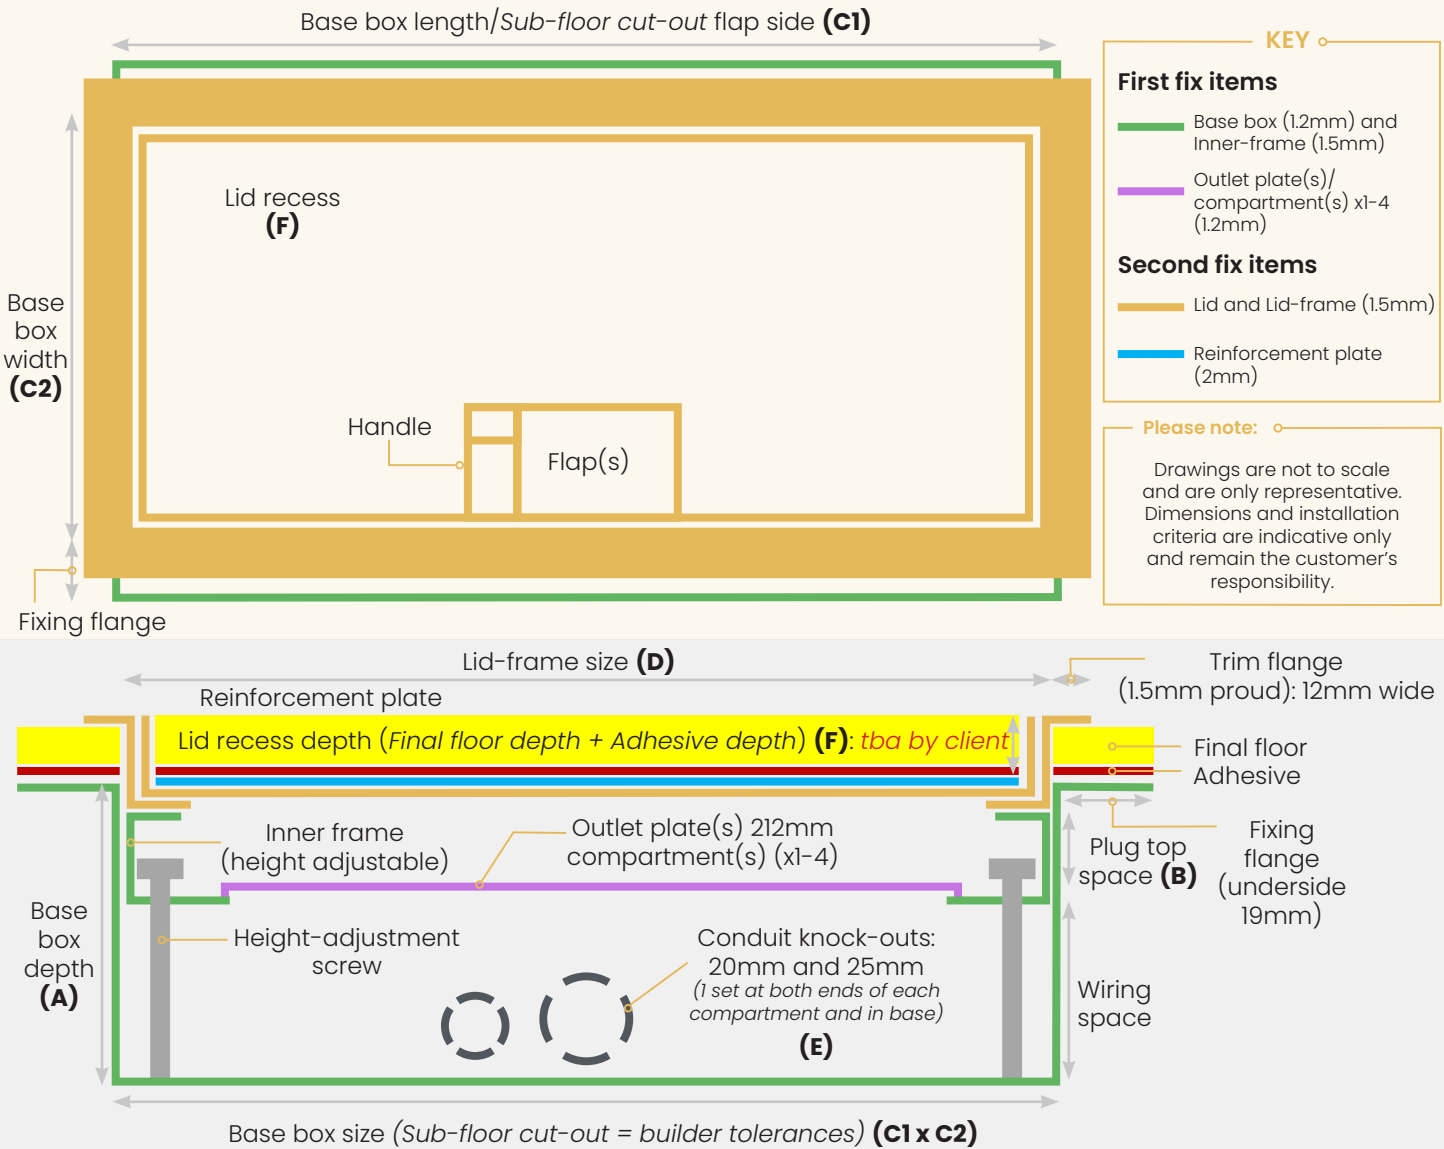 Base box length/Sub-floor cut-out flap side (C1)
KEY
First fix items
Base box (1.2mm) and
Inner-frame (1.5mm)
Outlet plate(s)/
compartment(s) x1-4
(1.2mm)
Second fix items
Lid and Lid-frame (1.5mm)
Reinforcement plate
(2mm)
Please note:
Drawings are not to scale
and are only representative.
Dimensions and installation
criteria are indicative only
and remain the customer's
responsibility.
Lid recess
(F)
Base
box
width
(C2)
Handle
Flap(s)
Fixing flange
Lid-frame size (D)
Trim flange
(1.5mm proud): 12mm wide
Reinforcement plate
Lid recess depth (Final floor depth + Adhesive depth) (F): tba by client
Final floor
Adhesive
Inner frame
(height adjustable)
Outlet plate(s) 212mm
compartment(s) (x1-4)
Plug top
space (B)
Fixing
flange
(underside
19mm)
Base
box
depth
(A)
Height-adjustment
screw
Conduit knock-outs:
20mm and 25mm
(1 set at both ends of each
compartment and in base)
(E)
Wiring
space
Base box size (Sub-floor cut-out = builder tolerances) (C1 x C2)